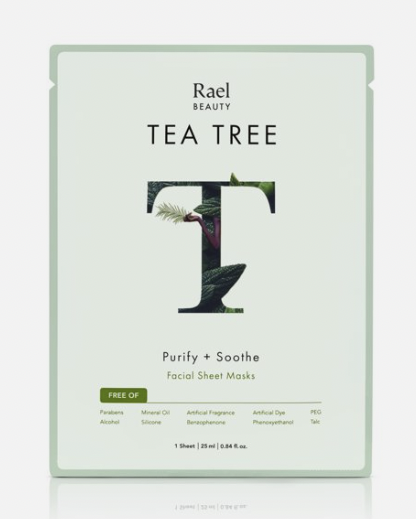 Rael
BEAUTY
TEA TREE
T
Purify + Soothe
Facial Sheet Masks
FREE OF
Parabens Mineral Oil Artificial Fragrance Artificial Dye PEG
Alcohol Silicone Benzophenone Phenoxyethanol Talc
1 Sheet | 25 ml | 0.84 fl. oz.